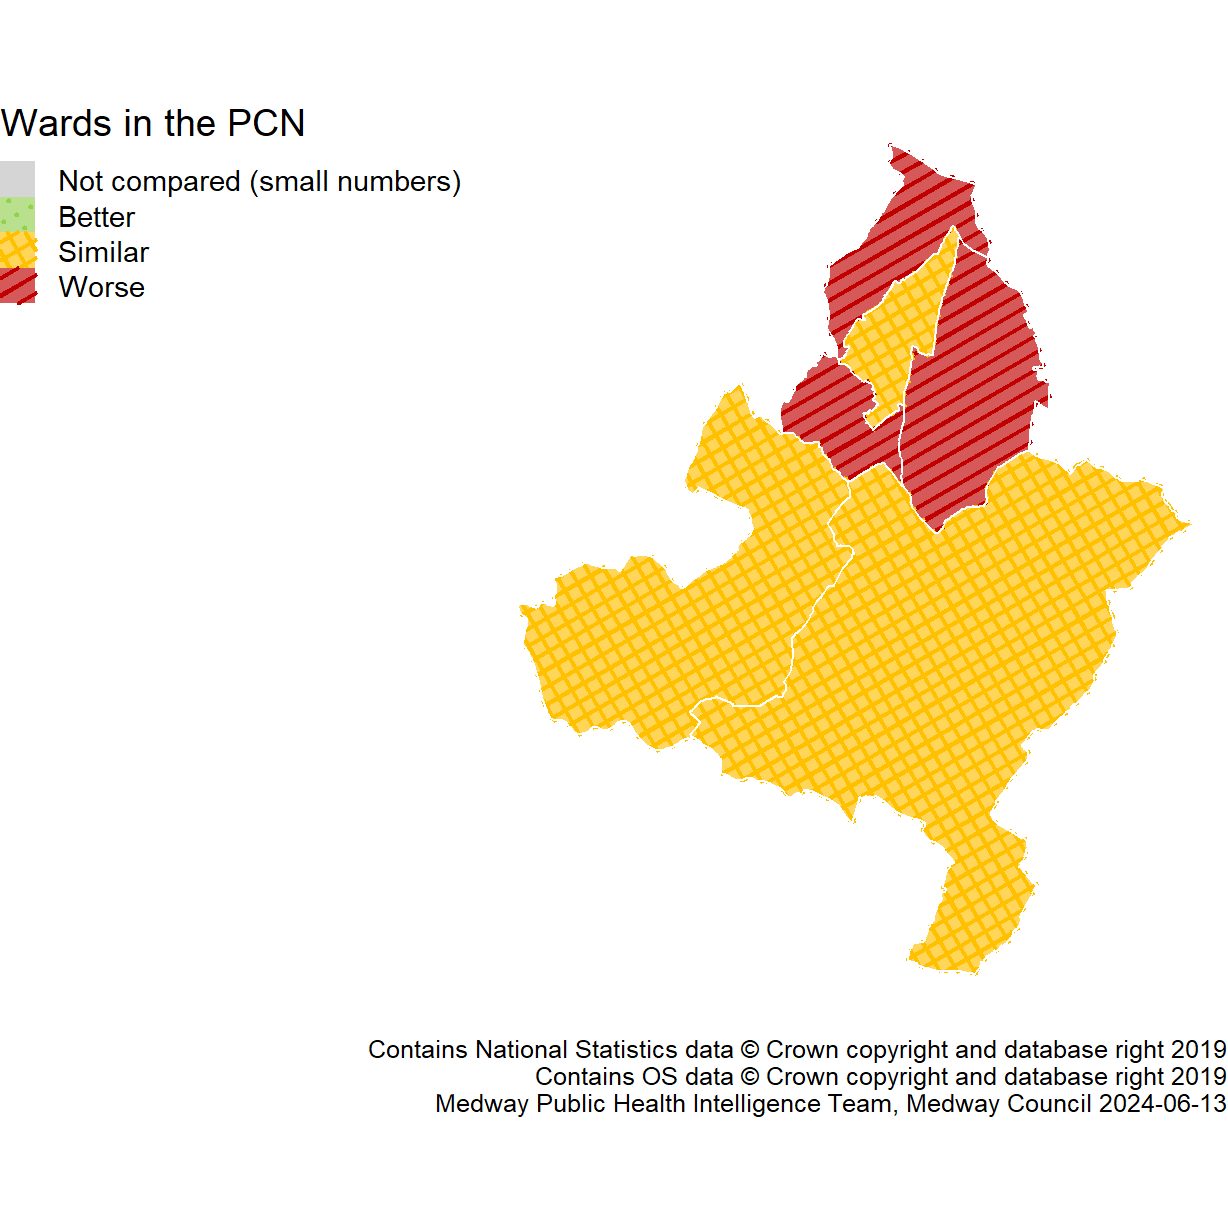 Wards in the PCN
Not compared (small numbers)
Better
Similar
Worse
Contains National Statistics data © Crown copyright and database right 2019
Contains OS data © Crown copyright and database right 2019
Medway Public Health Intelligence Team, Medway Council 2024-06-13